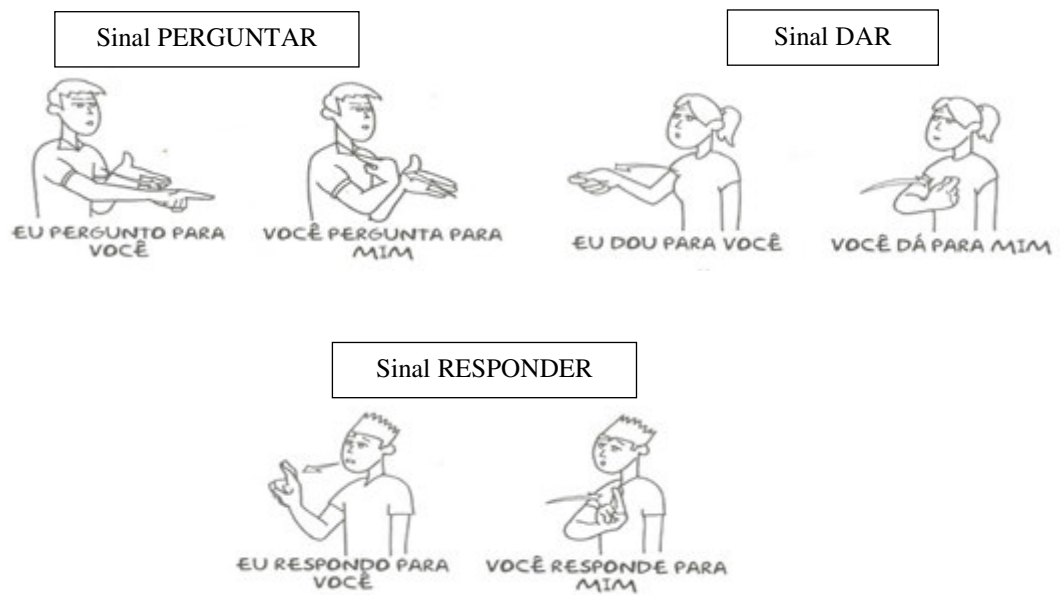 Sinal PERGUNTAR
Sinal DAR
EU PERGUNTO PARA
VOCÊ
VOCÊ PERGUNTA PARA
MIM
EU DOU PARA VOCÊ
VOCÊ DÁ PARA MIM
Sinal RESPONDER
EU RESPONDO PARA
VOCÊ
VOCÊ RESPONDE PARA
MIM